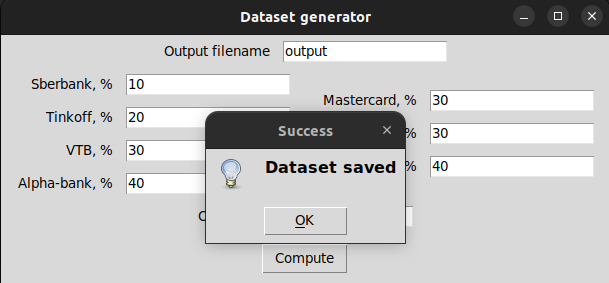 Dataset generator
Output filename output
Sberbank, % 10
Mastercard, % 30
Tinkoff, % 20
Success
% 30
VTB, % 30
Dataset saved
% 40
Alpha-bank, % 40
OK
Compute